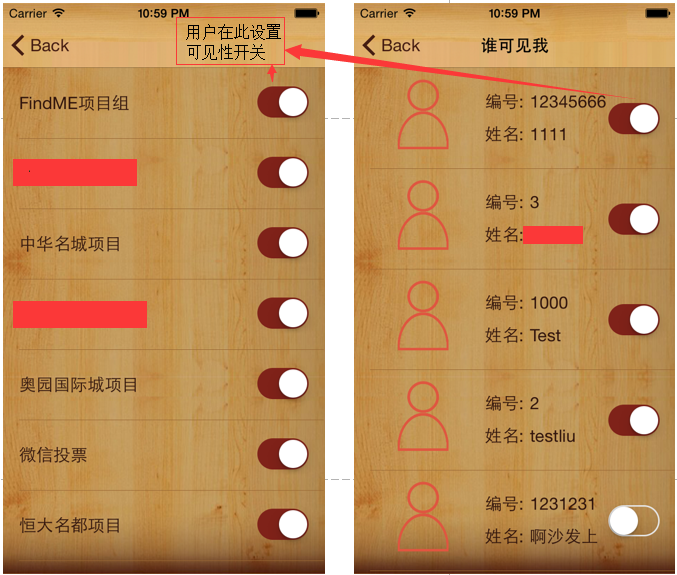 Carrier 10:59 PM
Back
用户在此设置
可见性开关
FindME项目组
中华名城项目
奥园国际城项目
微信投票
恒大名都项目
Carrier 10:59 PM
Back 谁可见我
编号: 12345666
姓名: 1111
编号: 3
姓名:
编号: 1000
姓名: Test
编号: 2
姓名: testliu
编号: 1231231
姓名: 啊沙发上